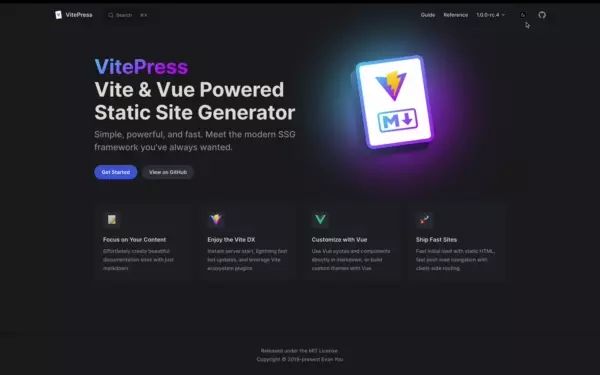 VitePress
Search ⌘K
Guide
Reference
1.0.0-rc.4
VitePress
Vite & Vue Powered
Static Site Generator
Simple, powerful, and fast. Meet the modern SSG
framework you've always wanted.
Get Started
View on GitHub
M
Focus on Your Content
Effortlessly create beautiful
documentation sites with just
markdown.
Enjoy the Vite DX
Instant server start, lightning fast
hot updates, and leverage Vite
ecosystem plugins.
Customize with Vue
Use Vue syntax and components
directly in markdown, or build
custom themes with Vue.
Ship Fast Sites
Fast initial load with static HTML,
fast post-load navigation with
client-side routing.
Released under the MIT License.
Copyright © 2019-present Evan You